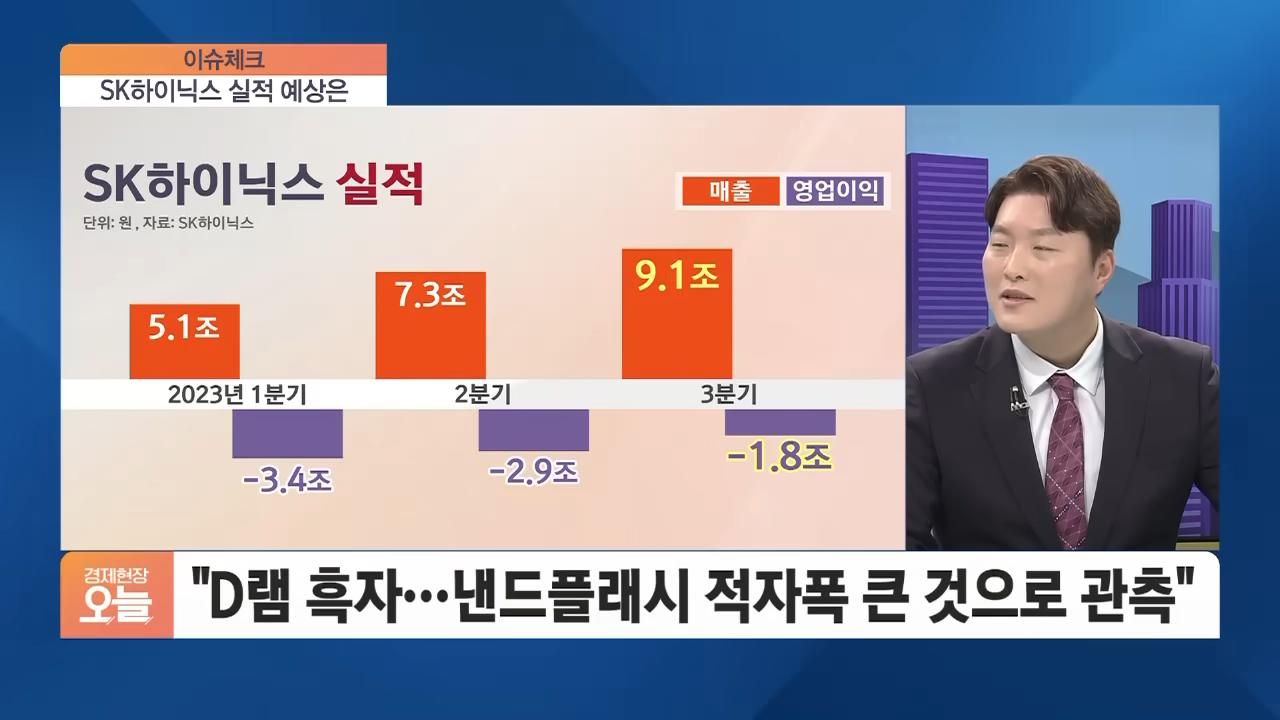 이슈체크
SK하이닉스 실적 예상은
SK하이닉스 실적
단위: 원, 자료: SK하이닉스
매출 영업이익
5.1조
7.3조
9.1조
2023년 1분기 2분기 3분기
-3.4조
-2.9조
-1.8조
경제현장
오늘
"D램 흑자…낸드플래시 적자폭 큰 것으로 관측"